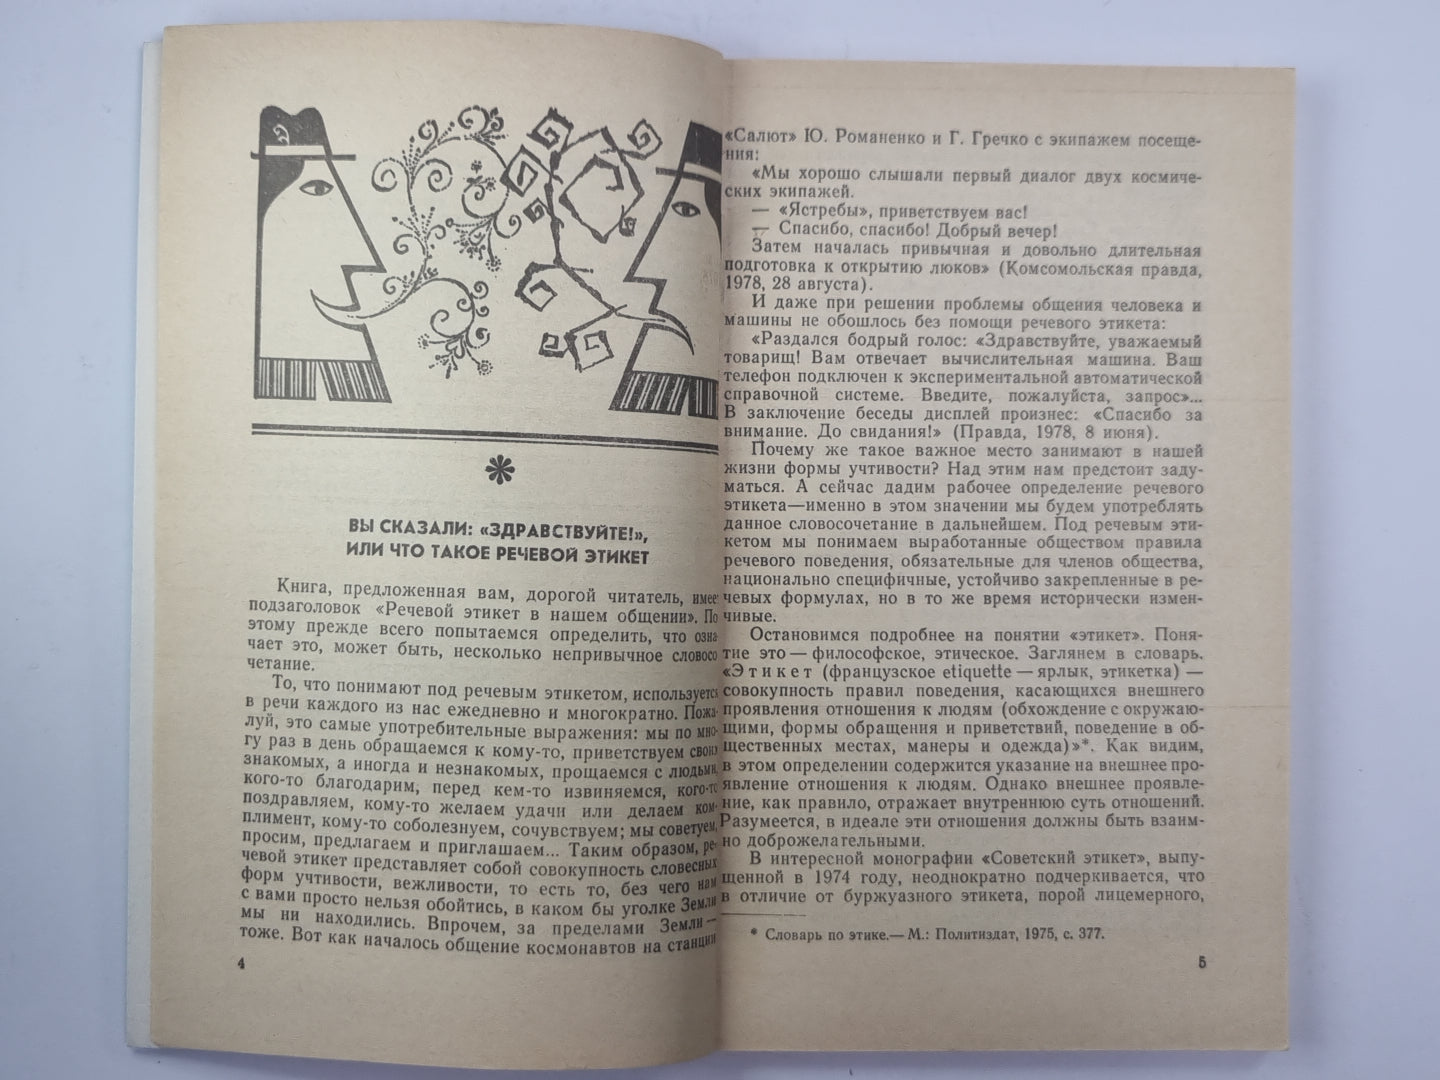 ВЫ СКАЗАЛИ: «ЗДРАВСТВУЙТЕ!»,
ИЛИ ЧТО ТАКОЕ РЕЧЕВОЙ ЭТИКЕТ
Книга, предложенная вам, дорогой читатель, имее
подзаголовок «Речевой этикет в нашем общении». По
этому прежде всего попытаемся определить, что озна
чает это, может быть, несколько непривычное словосо
четание.
То, что понимают под речевым этикетом, используется
в речи каждого из нас ежедневно и многократно. Пожа-
луй, это самые употребительные выражения: мы по мно-
гу раз в день обращаемся к кому-то, приветствуем своих
знакомых, а иногда и незнакомых, прощаемся с людьми,
кого-то благодарим, перед кем-то извиняемся, кого-то
поздравляем, кому-то желаем удачи или делаем ком-
плимент, кому-то соболезнуем, сочувствуем; мы советуем,
просим, предлагаем и приглашаем... Таким образом, ре-
чевой этикет представляет собой совокупность словесных
форм учтивости, вежливости, то есть то, без чего нам
с вами просто нельзя обойтись, в каком бы уголке Земли
мы ни находились. Впрочем, за пределами Земли —
тоже. Вот как началось общение космонавтов на станции
4
«Салют» Ю. Романенко и Г. Гречко с экипажем посеще-
ния:
«Мы хорошо слышали первый диалог двух космиче-
ских экипажей.
— «Ястребы», приветствуем вас!
— Спасибо, спасибо! Добрый вечер!
Затем началась привычная и довольно длительная
подготовка к открытию люков» (Комсомольская правда,
1978, 28 августа).
И даже при решении проблемы общения человека и
машины не обошлось без помощи речевого этикета:
«Раздался бодрый голос: «Здравствуйте, уважаемый
товарищ! Вам отвечает вычислительная машина. Ваш
телефон подключен к экспериментальной автоматической
справочной системе. Введите, пожалуйста, запрос»...
В заключение беседы дисплей произнес: «Спасибо за
внимание. До свидания!» (Правда, 1978, 8 июня).
Почему же такое важное место занимают в нашей
жизни формы учтивости? Над этим нам предстоит заду-
маться. А сейчас дадим рабочее определение речевого
этикета—именно в этом значении мы будем употреблять
данное словосочетание в дальнейшем. Под речевым эти-
кетом мы понимаем выработанные обществом правила
речевого поведения, обязательные для членов общества,
национально специфичные, устойчиво закрепленные в ре-
чевых формулах, но в то же время исторически измен-
чивые.
Остановимся подробнее на понятии «этикет». Поня-
тие это — философское, этическое. Заглянем в словарь.
«Этикет (французское etiquette — ярлык, этикетка) —
совокупность правил поведения, касающихся внешнего
проявления отношения к людям (обхождение с окружаю-
щими, формы обращения и приветствий, поведение в об-
щественных местах, манеры и одежда)»*. Как видим,
в этом определении содержится указание на внешнее про-
явление отношения к людям. Однако внешнее проявле-
ние, как правило, отражает внутреннюю суть отношений.
Разумеется, в идеале эти отношения должны быть взаим-
но доброжелательными.
В интересной монографии «Советский этикет», выпу-
щенной в 1974 году, неоднократно подчеркивается, что
в отличие от буржуазного этикета, порой лицемерного,
* Словарь по этике.— М.: Политиздат, 1975, с. 377.
5